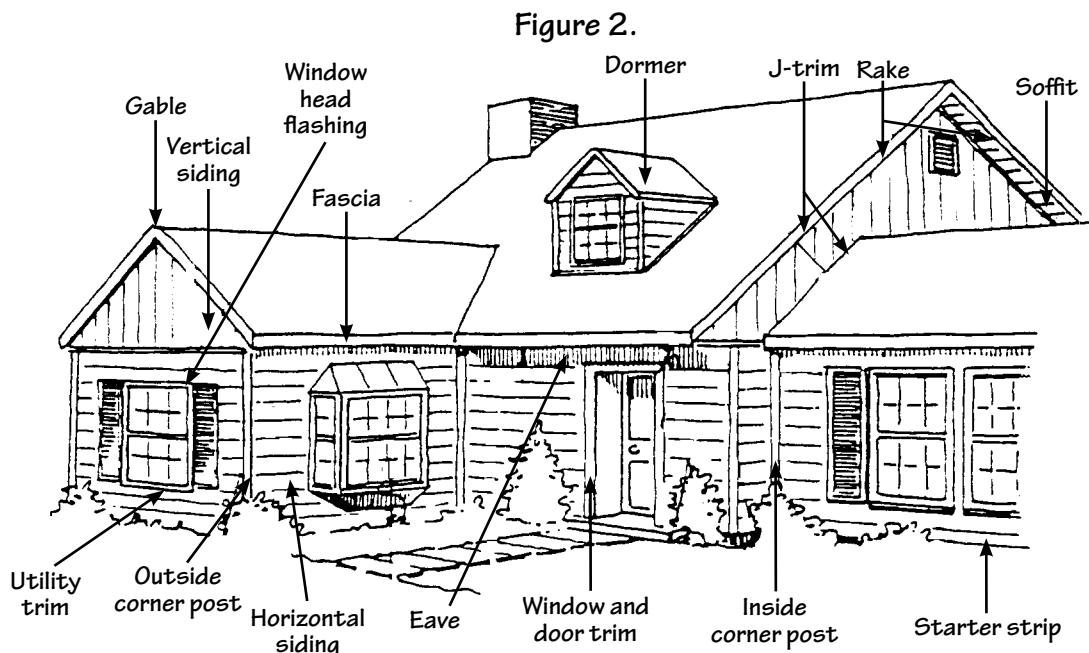 Figure 2.
Gable
Vertical
siding
Window
head
flashing
Fascia
Dormer
J-trim
Rake
Soffit
Utility
trim
Outside
corner post
Horizontal
siding
Eave
Window and
door trim
Inside
corner post
Starter strip